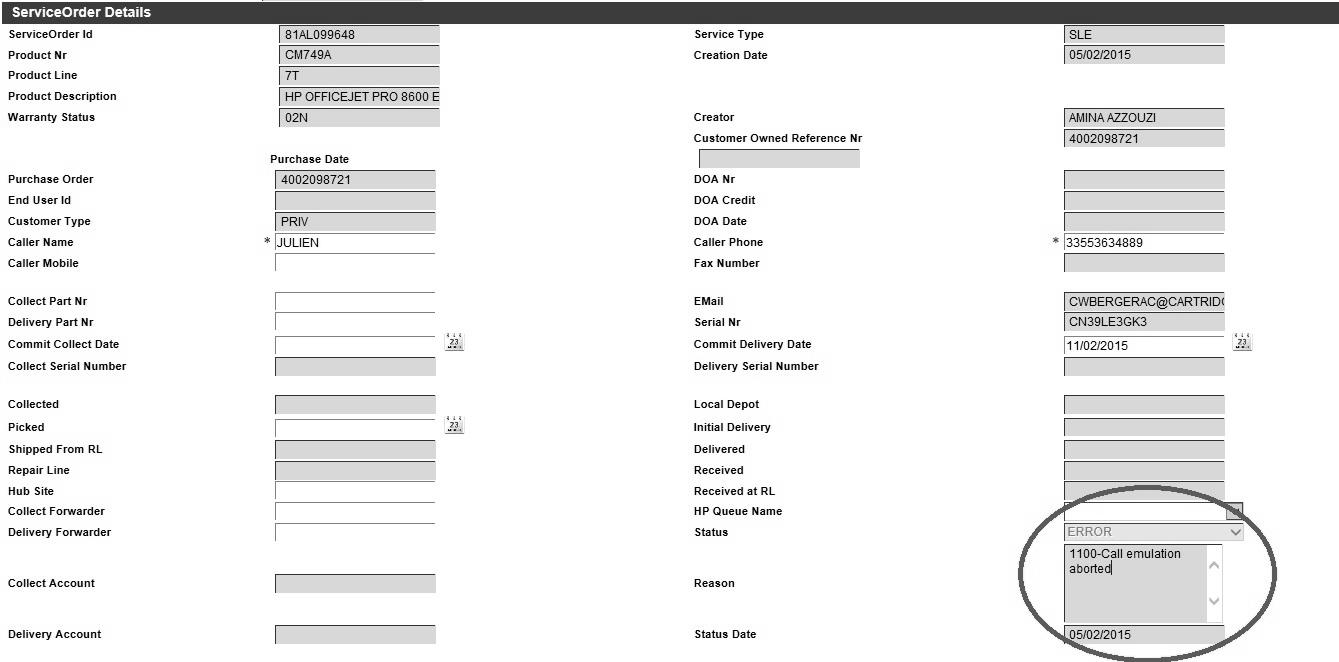 ServiceOrder Details
ServiceOrder Id 81AL099648 Service Type SLE
Product Nr CM749A Creation Date 05/02/2015
Product Line 7T
Product Description HP OFFICEJET PRO 8600 E
Warranty Status 02N Creator AMINA AZZOUZI
Customer Owned Reference Nr 4002098721
Purchase Date
Purchase Order 4002098721 DOA Nr
End User Id DOA Credit
Customer Type PRIV DOA Date
Caller Name * JULIEN Caller Phone * 33553634889
Caller Mobile Fax Number
Collect Part Nr EMail CWBERGERAC@CARTRIDG
Delivery Part Nr Serial Nr CN39LE3GK3
Commit Collect Date 23 Commit Delivery Date 11/02/2015 23
Collect Serial Number Delivery Serial Number
Collected Local Depot
Picked 23 Initial Delivery
Shipped From RL Delivered
Repair Line Received
Hub Site Received at RL
Collect Forwarder HP Queue Name
Delivery Forwarder Status ERROR
1100-Call emulation
aborted
Collect Account Reason
Delivery Account Status Date 05/02/2015